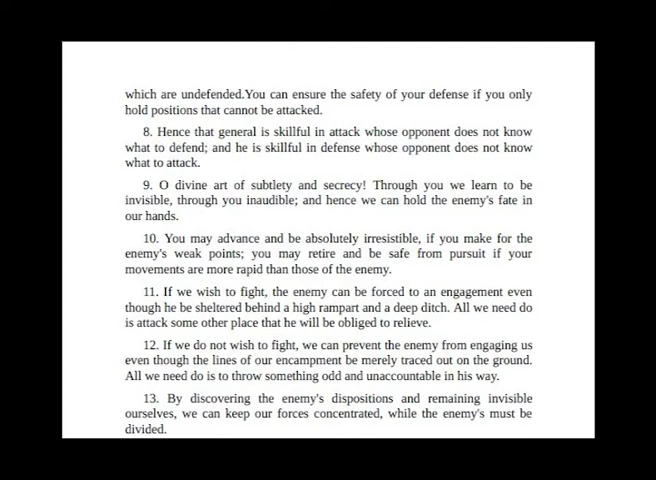 which are undefended.You can ensure the safety of your defense if you only
hold positions that cannot be attacked.
8. Hence that general is skillful in attack whose opponent does not know
what to defend; and he is skillful in defense whose opponent does not know
what to attack.
9. O divine art of subtlety and secrecy! Through you we learn to be
invisible, through you inaudible; and hence we can hold the enemy's fate in
our hands.
10. You may advance and be absolutely irresistible, if you make for the
enemy's weak points; you may retire and be safe from pursuit if your
movements are more rapid than those of the enemy.
11. If we wish to fight, the enemy can be forced to an engagement even
though he be sheltered behind a high rampart and a deep ditch. All we need do
is attack some other place that he will be obliged to relieve.
12. If we do not wish to fight, we can prevent the enemy from engaging us
even though the lines of our encampment be merely traced out on the ground.
All we need do is to throw something odd and unaccountable in his way.
13. By discovering the enemy's dispositions and remaining invisible
ourselves, we can keep our forces concentrated, while the enemy's must be
divided.